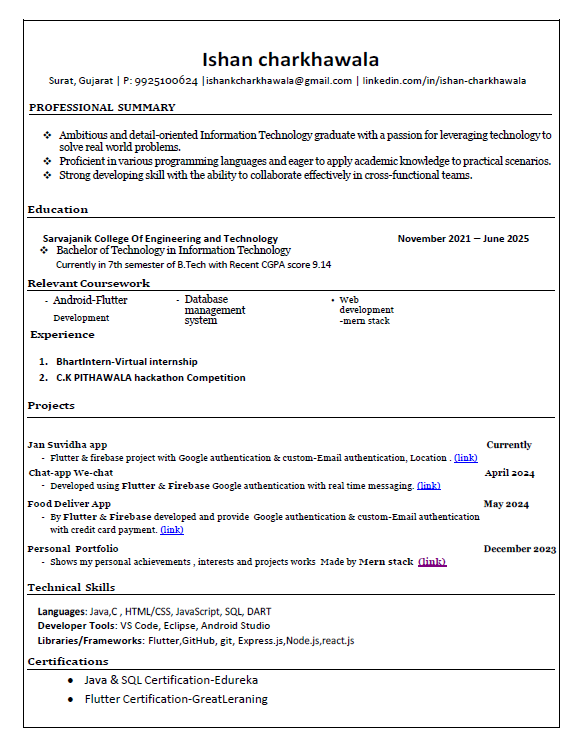 Ishan charkhawala
Surat, Gujarat | P: 9925100624 |ishankcharkhawala@gmail.com | linkedin.com/in/ishan-charkhawala
PROFESSIONAL SUMMARY
❖ Ambitious and detail-oriented Information Technology graduate with a passion for leveraging technology to
solve real world problems.
❖ Proficient in various programming languages and eager to apply academic knowledge to practical scenarios.
❖ Strong developing skill with the ability to collaborate effectively in cross-functional teams.
Education
Sarvajanik College Of Engineering and Technology November 2021 – June 2025
❖ Bachelor of Technology in Information Technology
Currently in 7th semester of B.Tech with Recent CGPA score 9.14
Relevant Coursework
- Android-Flutter
Development
- Database
management
system
• Web
development
-mern stack
Experience
1. BhartIntern-Virtual internship
2. C.K PITHAWALA hackathon Competition
Projects
Jan Suvidha app Currently
- Flutter & firebase project with Google authentication & custom-Email authentication, Location . (link)
Chat-app We-chat April 2024
- Developed using Flutter & Firebase Google authentication with real time messaging. (link)
Food Deliver App May 2024
- By Flutter & Firebase developed and provide Google authentication & custom-Email authentication
with credit card payment. (link)
Personal Portfolio December 2023
- Shows my personal achievements , interests and projects works Made by Mern stack (link)
Technical Skills
Languages: Java,C , HTML/CSS, JavaScript, SQL, DART
Developer Tools: VS Code, Eclipse, Android Studio
Libraries/Frameworks: Flutter,GitHub, git, Express.js,Node.js,react.js
Certifications
• Java & SQL Certification-Edureka
• Flutter Certification-GreatLeraning